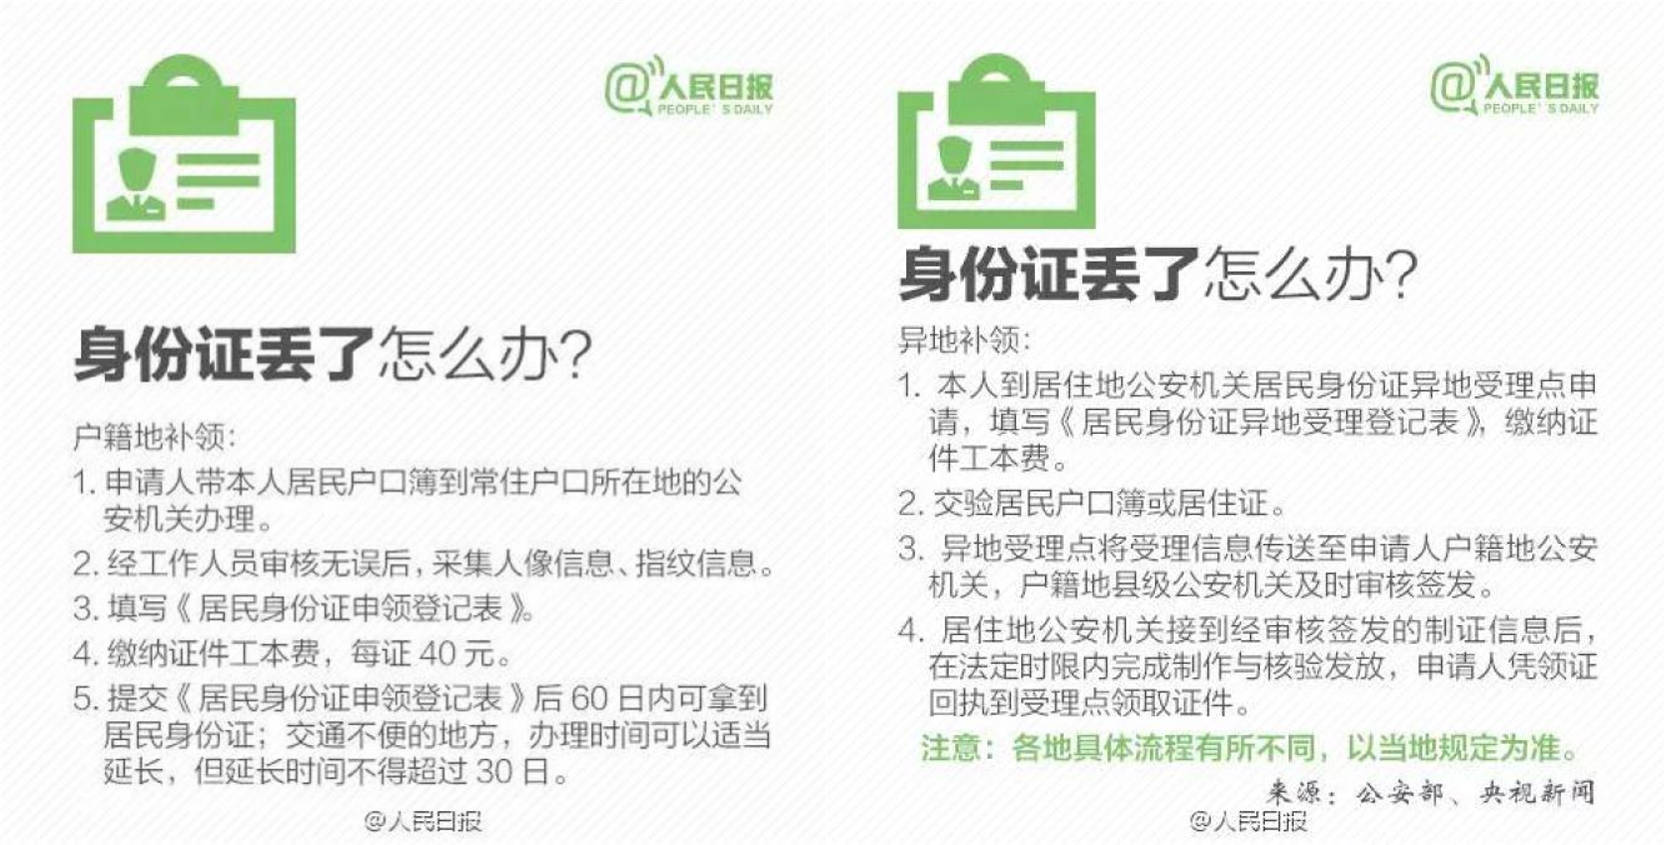 @人民日报
PEOPLE'S DAILY
身份证丢了怎么办?
户籍地补领:
1. 申请人带本人居民户口簿到常住户口所在地的公
安机关办理。
2. 经工作人员审核无误后,采集人像信息、指纹信息。
3. 填写《居民身份证申领登记表》。
4. 缴纳证件工本费，每证 40 元。
5. 提交《居民身份证申领登记表》后 60 日内可拿到
居民身份证；交通不便的地方，办理时间可以适当
延长，但延长时间不得超过 30 日。
@人民日报
@人民日报
PEOPLE'S DAILY
身份证丢了怎么办?
异地补领:
1. 本人到居住地公安机关居民身份证异地受理点申
请，填写《居民身份证异地受理登记表》，缴纳证
件工本费。
2. 交验居民户口簿或居住证。
3. 异地受理点将受理信息传送至申请人户籍地公安
机关，户籍地县级公安机关及时审核签发。
4. 居住地公安机关接到经审核签发的制证信息后，
在法定时限内完成制作与核验发放，申请人凭领证
回执到受理点领取证件。
注意：各地具体流程有所不同，以当地规定为准。
来源：公安部、央视新闻
@人民日报